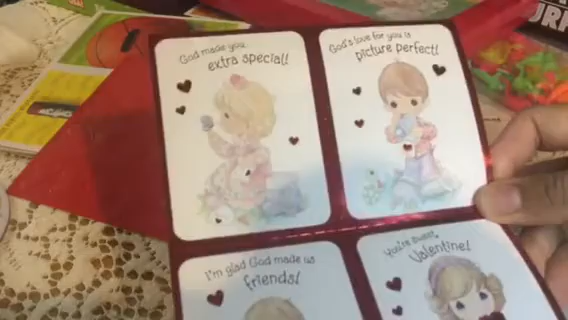 God made you
extra special!
God's love for you is
picture perfect!
I'm glad God made us
friends!
You're sweet,
Valentine!